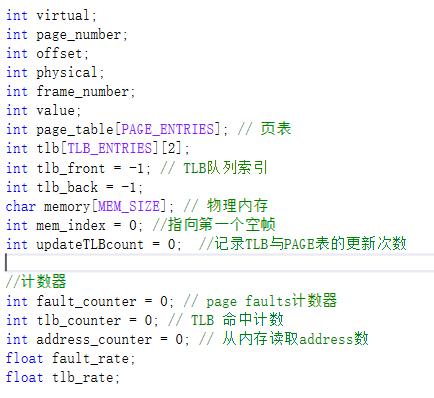 int virtual;
int page_number;
int offset;
int physical;
int frame_number;
int value;
int page_table[PAGE_ENTRIES]; // 页表
int tlb[TLB_ENTRIES][2];
int tlb_front = -1; // TLB队列索引
int tlb_back = -1;
char memory[MEM_SIZE]; // 物理内存
int mem_index = 0; //指向第一个空帧
int updateTLBcount = 0;  //记录TLB与PAGE表的更新次数
//计数器
int fault_counter = 0; // page faults计数器
int tlb_counter = 0; // TLB 命中计数
int address_counter = 0; // 从内存读取address数
float fault_rate;
float tlb_rate;